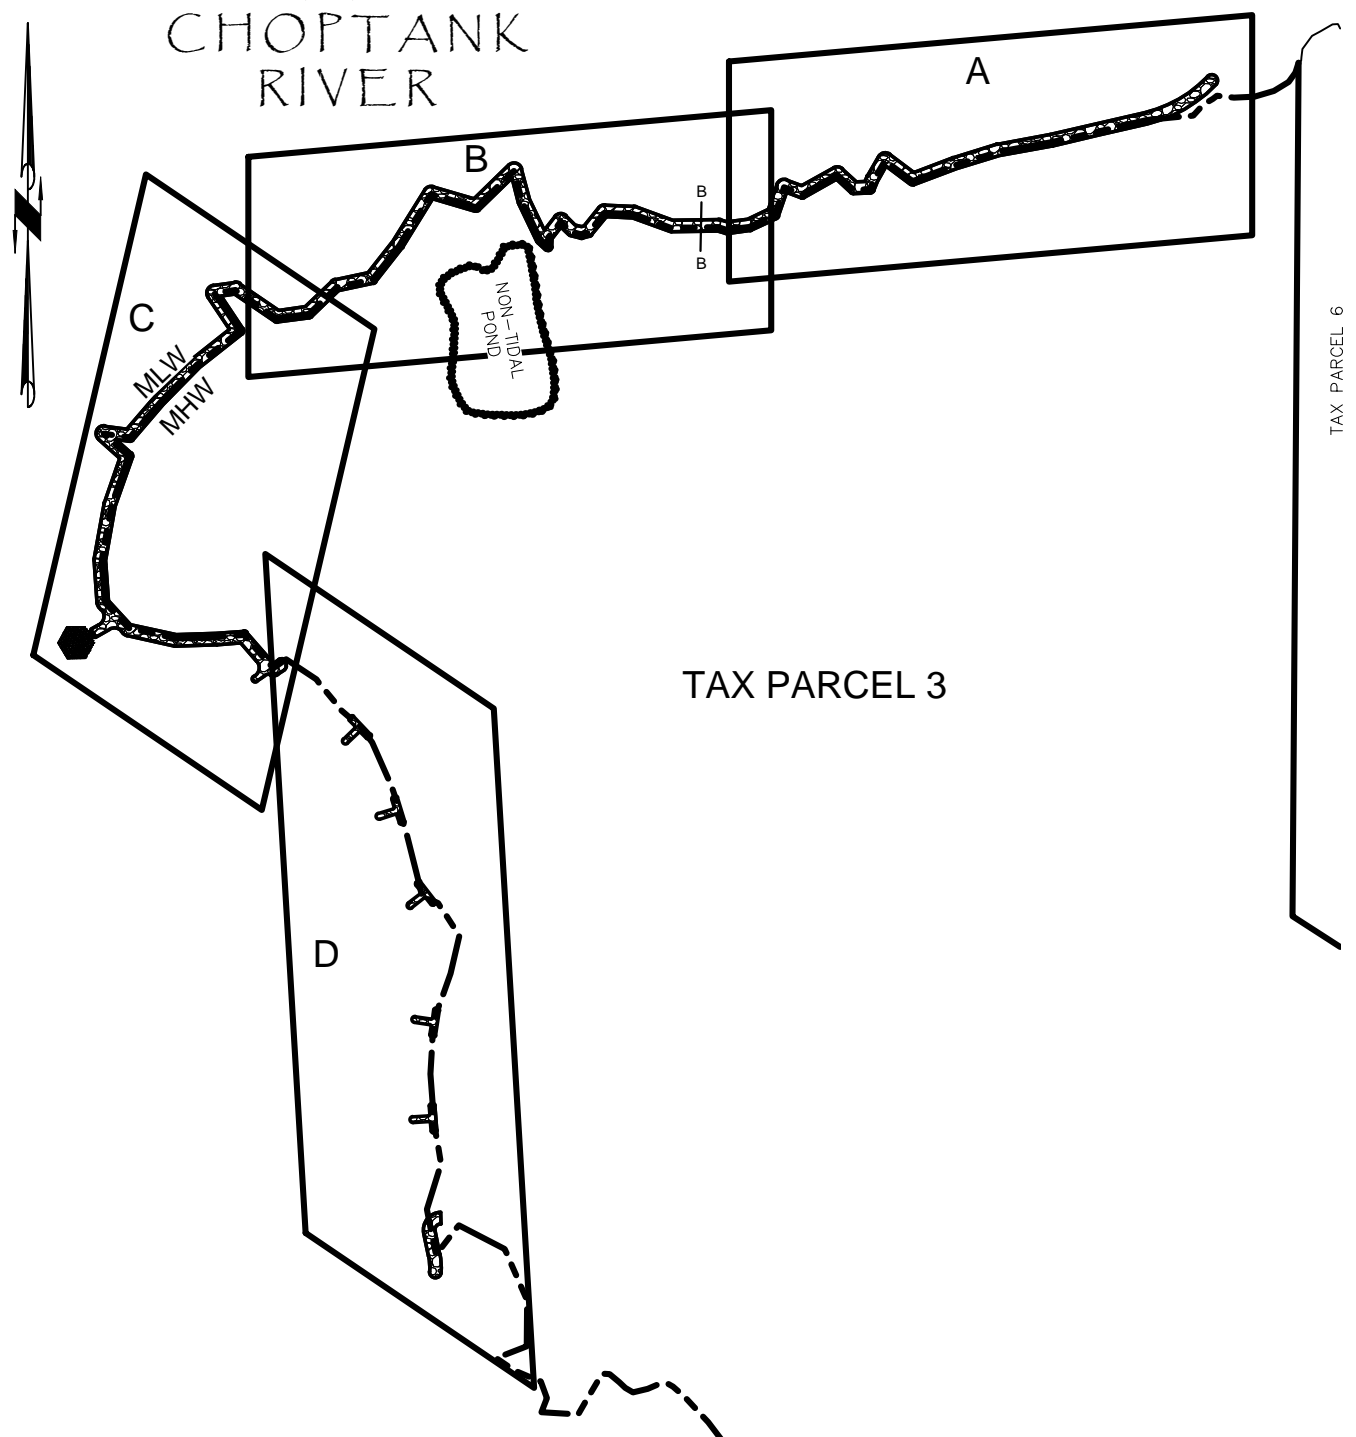 CHOPTANK
RIVER
A
B
B
B
C
MLW
MHW
NON-TIDAL
POND
TAX PARCEL 6
TAX PARCEL 3
D